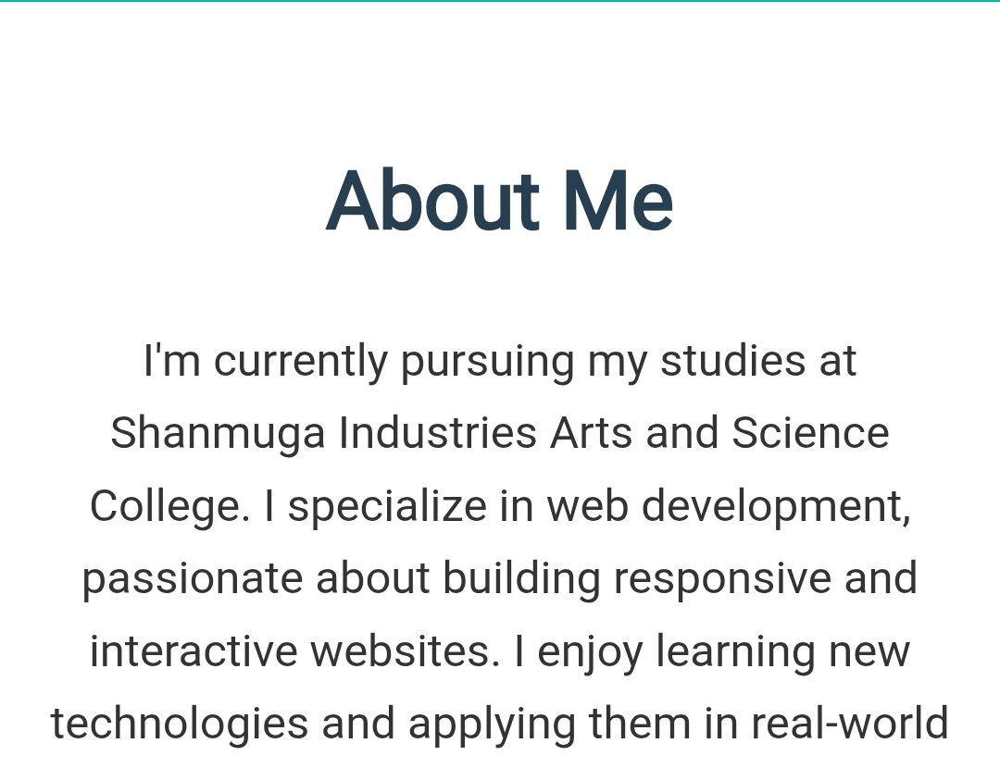 About Me
I'm currently pursuing my studies at
Shanmuga Industries Arts and Science
College. I specialize in web development,
passionate about building responsive and
interactive websites. I enjoy learning new
technologies and applying them in real-world